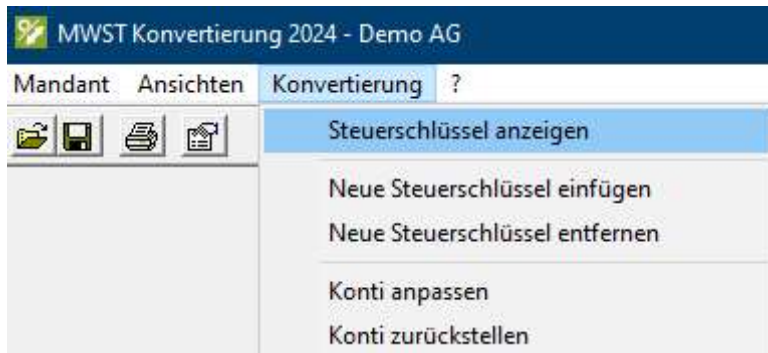 MWST Konvertierung 2024 - Demo AG
Mandant Ansichten Konvertierung ?
Steuerschlüssel anzeigen
Neue Steuerschlüssel einfügen
Neue Steuerschlüssel entfernen
Konti anpassen
Konti zurückstellen